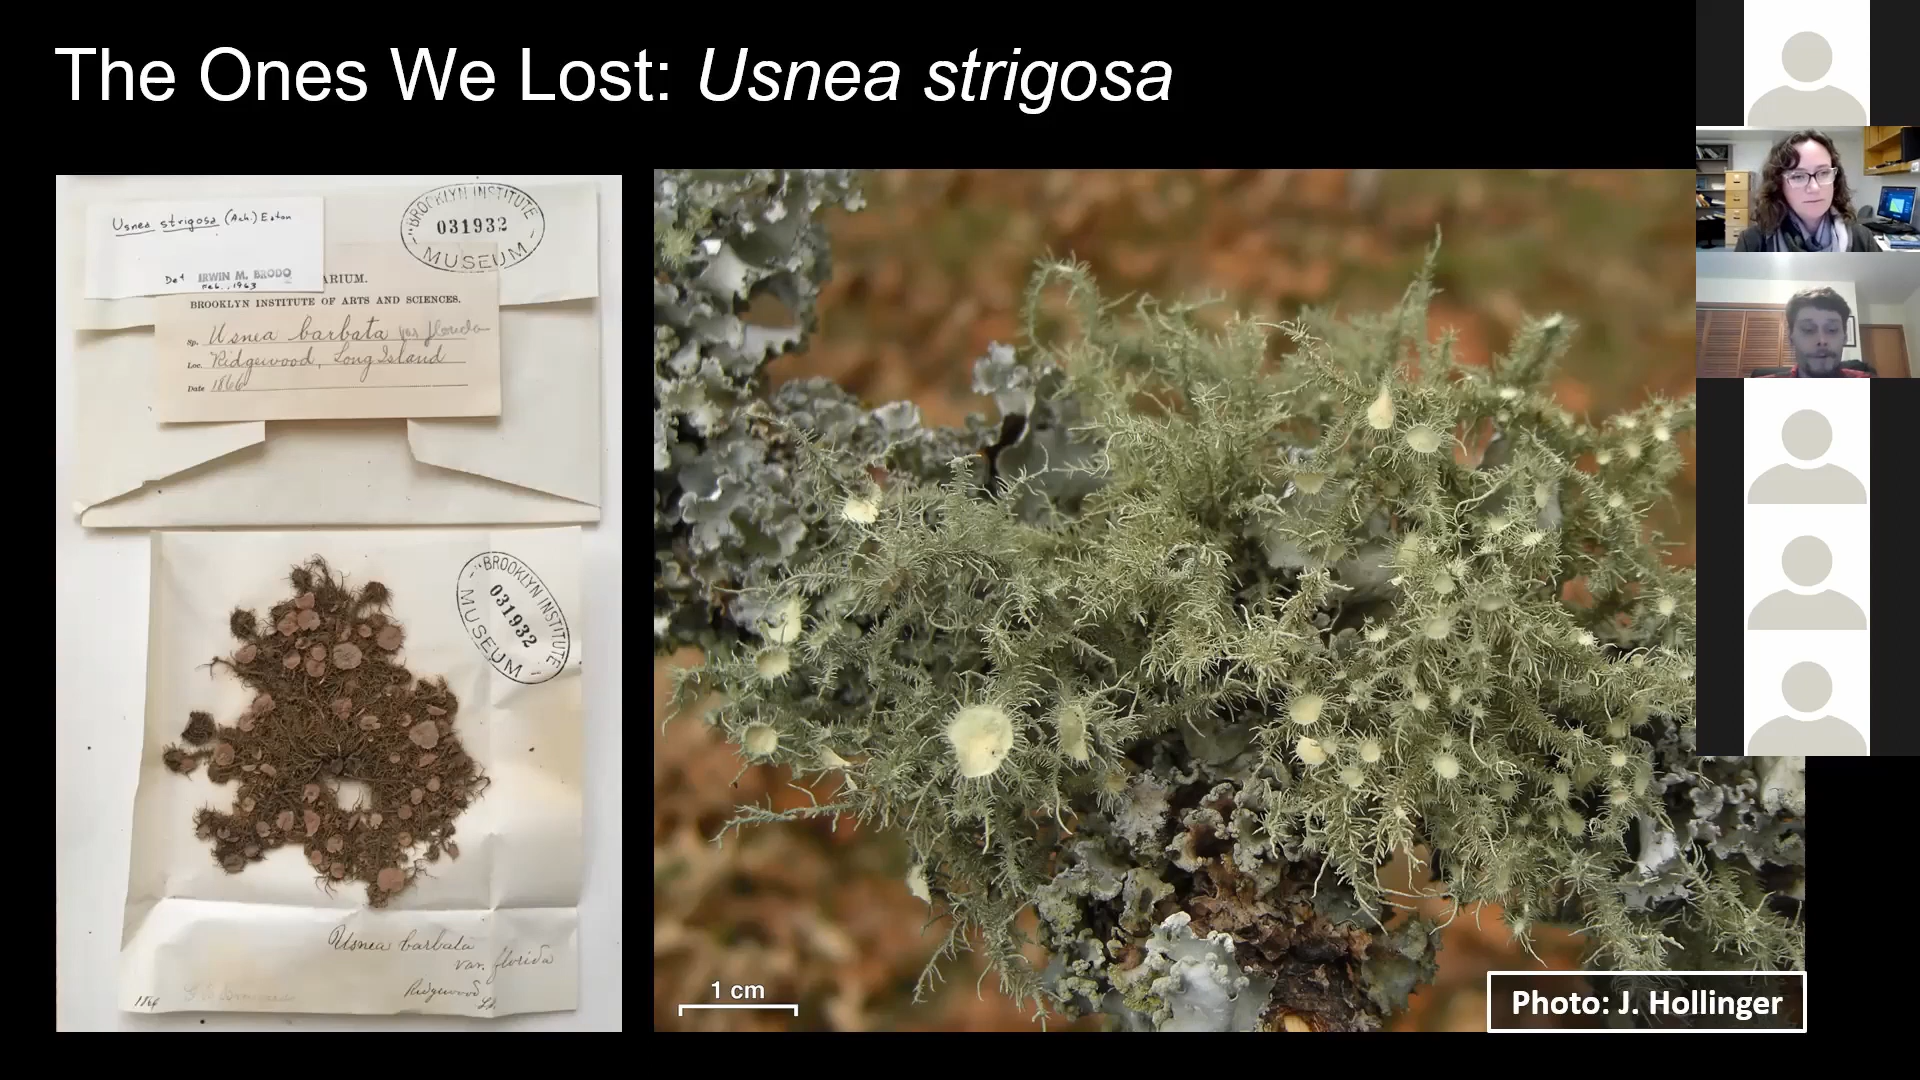 The Ones We Lost: Usnea strigosa
Usnea strigosa (Ach.) Eaton
Det IRWIN M. BRODO
Feb., 1963
"BROOKLYN INSTITUTE
031932
MUSEUM
ARIUM.
BROOKLYN INSTITUTE OF ARTS AND SCIENCES.
Sp. Usnea barbata var florida
Loc. Ridgewood, Long Island
Date 1866
"BROOKLYN INSTITUTE
031932
MUSEUM
Usnea barbata
var. florida
Ridgewood
L.I.
1866
1 cm
Photo: J. Hollinger